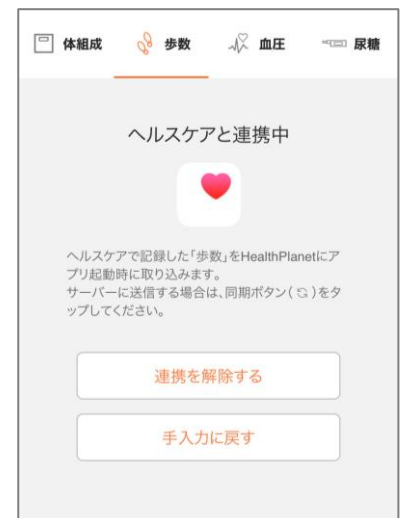 体組成 歩数 血圧 尿糖
ヘルスケアと連携中
ヘルスケアで記録した「歩数」をHealthPlanetにア
プリ起動時に取り込みます。
サーバーに送信する場合は、同期ボタン( )をタ
ップしてください。
連携を解除する
手入力に戻す